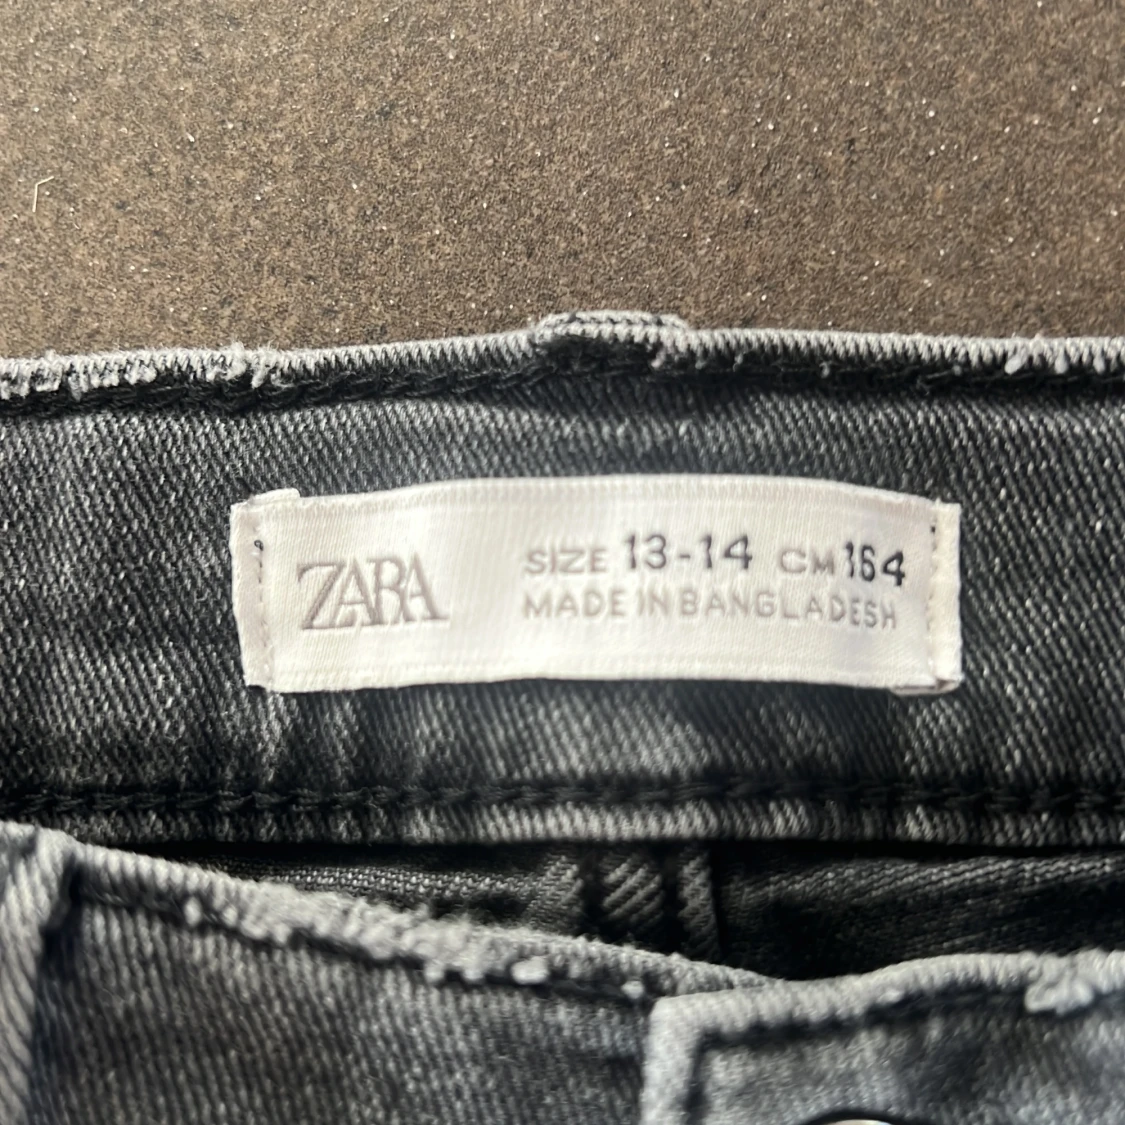 ZARA
SIZE 13-14 CM 164
MADE IN BANGLADESH